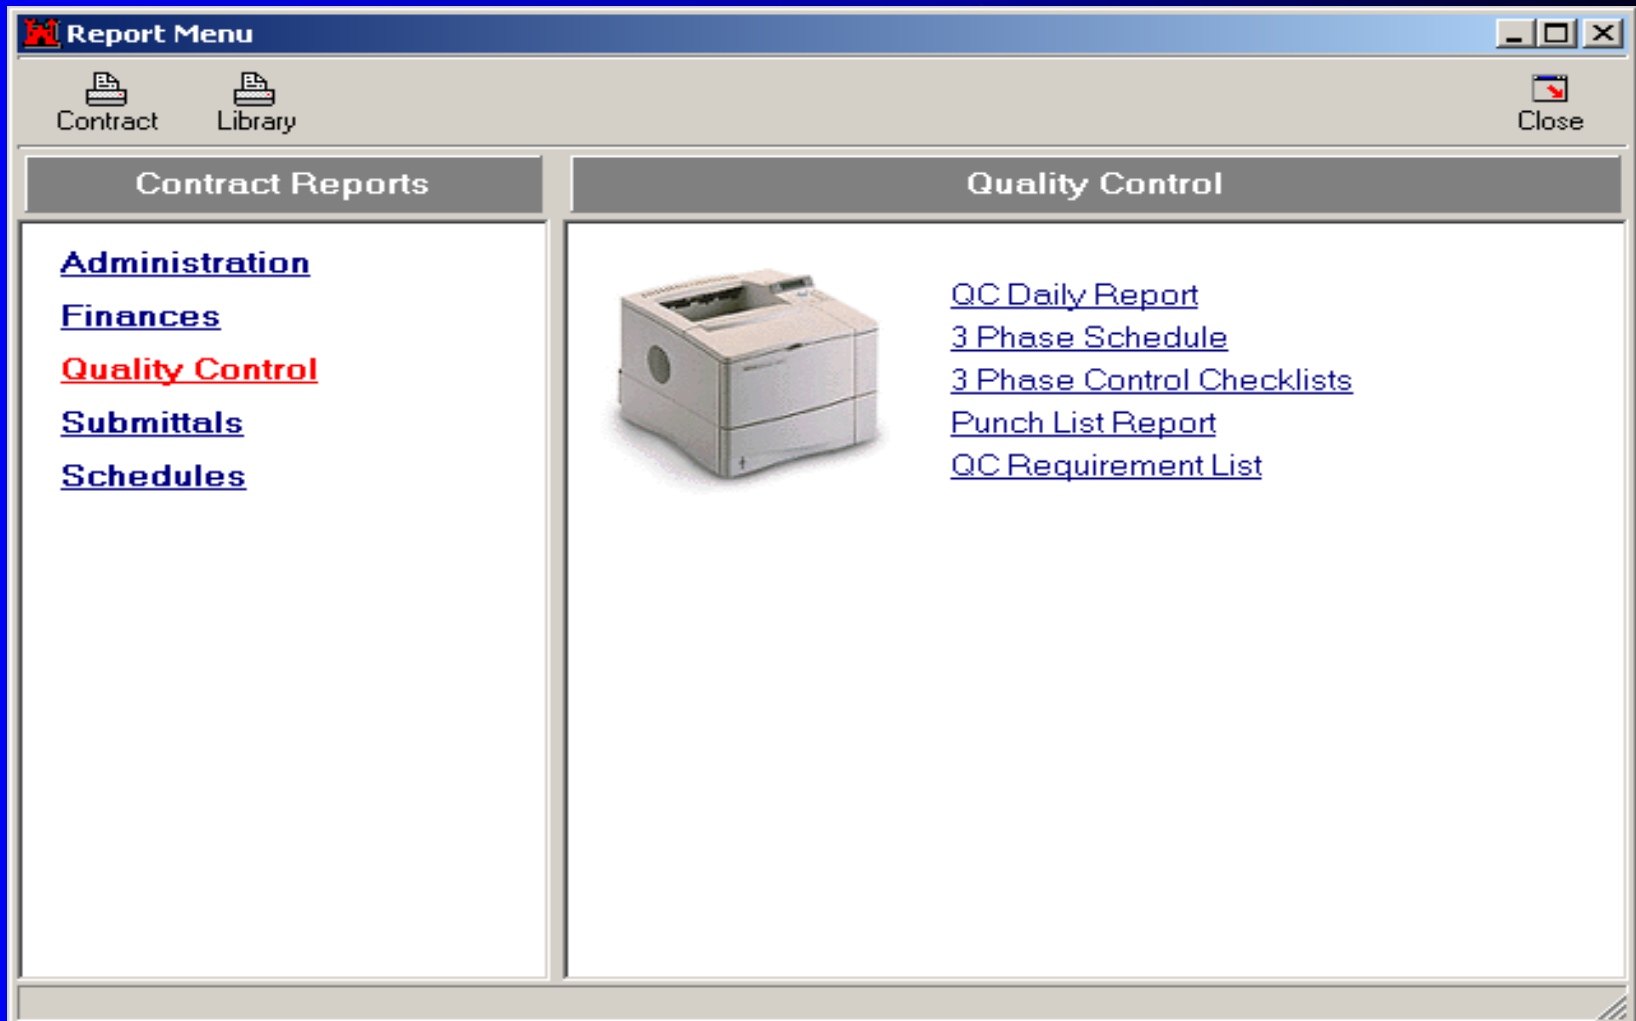 Report Menu
Contract Library Close
Contract Reports
Quality Control
Administration
Finances
Quality Control
Submittals
Schedules
QC Daily Report
3 Phase Schedule
3 Phase Control Checklists
Punch List Report
QC Requirement List